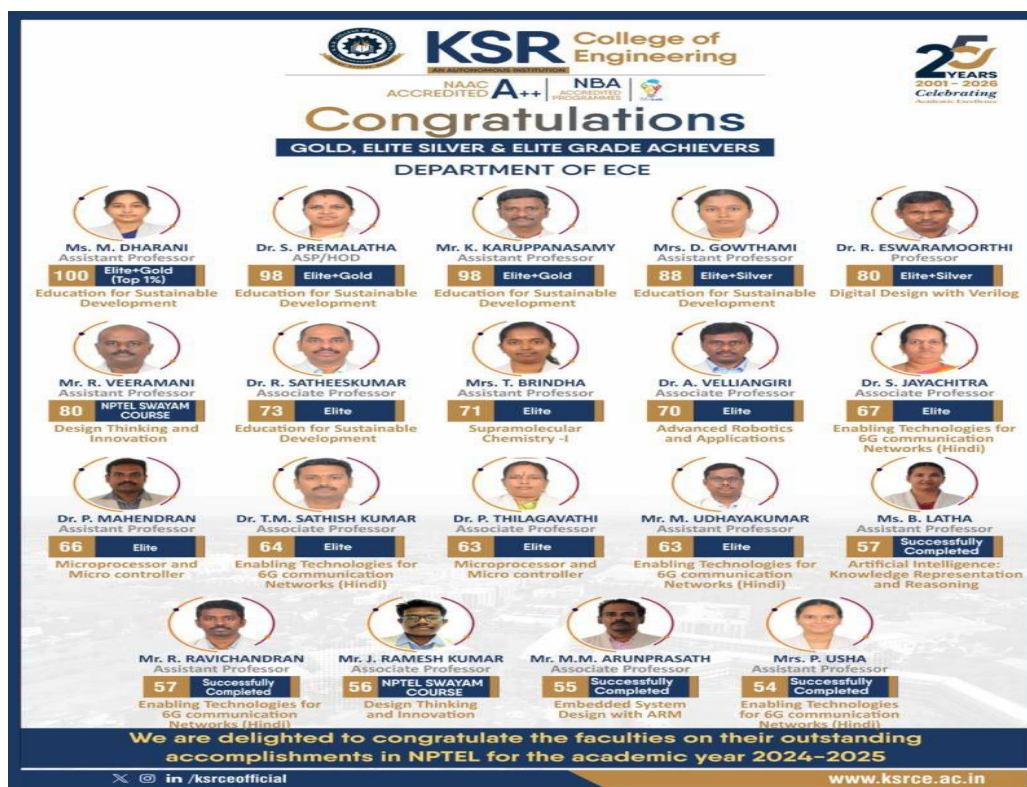 KSR College of
Engineering
AN AUTONOMOUS INSTITUTION
NAAC
ACCREDITED A++
NBA
ACCREDITED
PROGRAMMES
25
YEARS
2001 - 2026
Celebrating
Academic Excellence
Congratulations
GOLD, ELITE SILVER & ELITE GRADE ACHIEVERS
DEPARTMENT OF ECE
Ms. M. DHARANI
Assistant Professor
100 Elite+Gold
(Top 1%)
Education for Sustainable
Development
Dr. S. PREMALATHA
ASP/HOD
98 Elite+Gold
Education for Sustainable
Development
Mr. K. KARUPPANASAMY
Assistant Professor
98 Elite+Gold
Education for Sustainable
Development
Mrs. D. GOWTHAMI
Assistant Professor
88 Elite+Silver
Education for Sustainable
Development
Dr. R. ESWARAMOORTHI
Professor
80 Elite+Silver
Digital Design with Verilog
Mr. R. VEERAMANI
Assistant Professor
80 NPTEL SWAYAM
COURSE
Design Thinking and
Innovation
Dr. R. SATHEESKUMAR
Associate Professor
73 Elite
Education for Sustainable
Development
Mrs. T. BRINDHA
Assistant Professor
71 Elite
Supramolecular
Chemistry -I
Dr. A. VELLIANGIRI
Associate Professor
70 Elite
Advanced Robotics
and Applications
Dr. S. JAYACHITRA
Associate Professor
67 Elite
Enabling Technologies for
6G communication
Networks (Hindi)
Dr. P. MAHENDRAN
Assistant Professor
66 Elite
Microprocessor and
Micro controller
Dr. T.M. SATHISH KUMAR
Associate Professor
64 Elite
Enabling Technologies for
6G communication
Networks (Hindi)
Dr. P. THILAGAVATHI
Associate Professor
63 Elite
Microprocessor and
Micro controller
Mr. M. UDHAYAKUMAR
Assistant Professor
63 Elite
Enabling Technologies for
6G communication
Networks (Hindi)
Ms. B. LATHA
Assistant Professor
57 Successfully
Completed
Artificial Intelligence:
Knowledge Representation
and Reasoning
Mr. R. RAVICHANDRAN
Assistant Professor
57 Successfully
Completed
Enabling Technologies for
6G communication
Networks (Hindi)
Mr. J. RAMESH KUMAR
Associate Professor
56 NPTEL SWAYAM
COURSE
Design Thinking
and Innovation
Mr. M.M. ARUNPRASATH
Associate Professor
55 Successfully
Completed
Embedded System
Design with ARM
Mrs. P. USHA
Assistant Professor
54 Successfully
Completed
Enabling Technologies
for 6G communication
Networks (Hindi)
We are delighted to congratulate the faculties on their outstanding
accomplishments in NPTEL for the academic year 2024-2025
/ksrceofficial
www.ksrce.ac.in